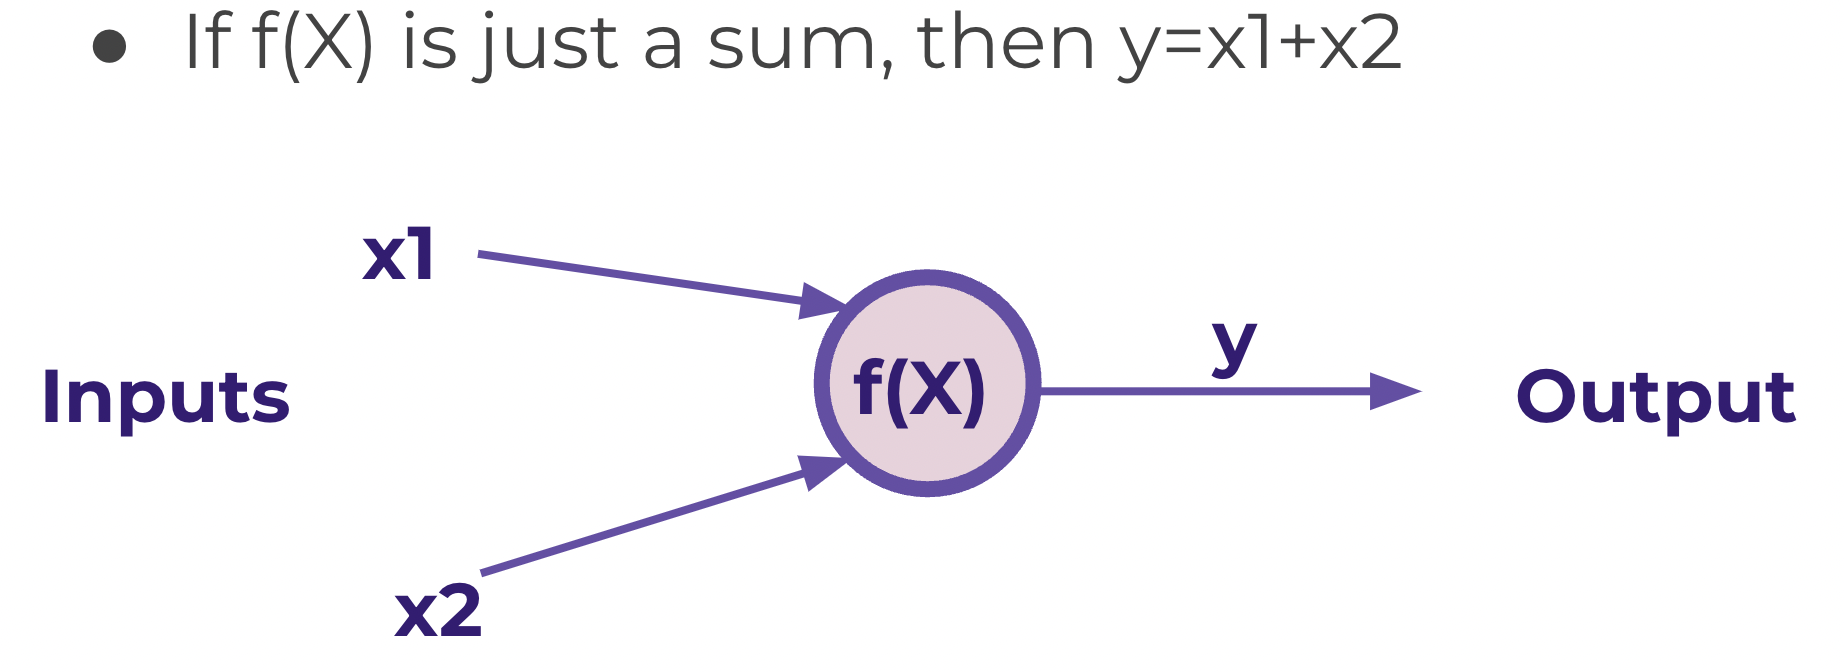 ● If f(X) is just a sum, then y=x1+x2
x1
y
Inputs
f(X)
Output
x2